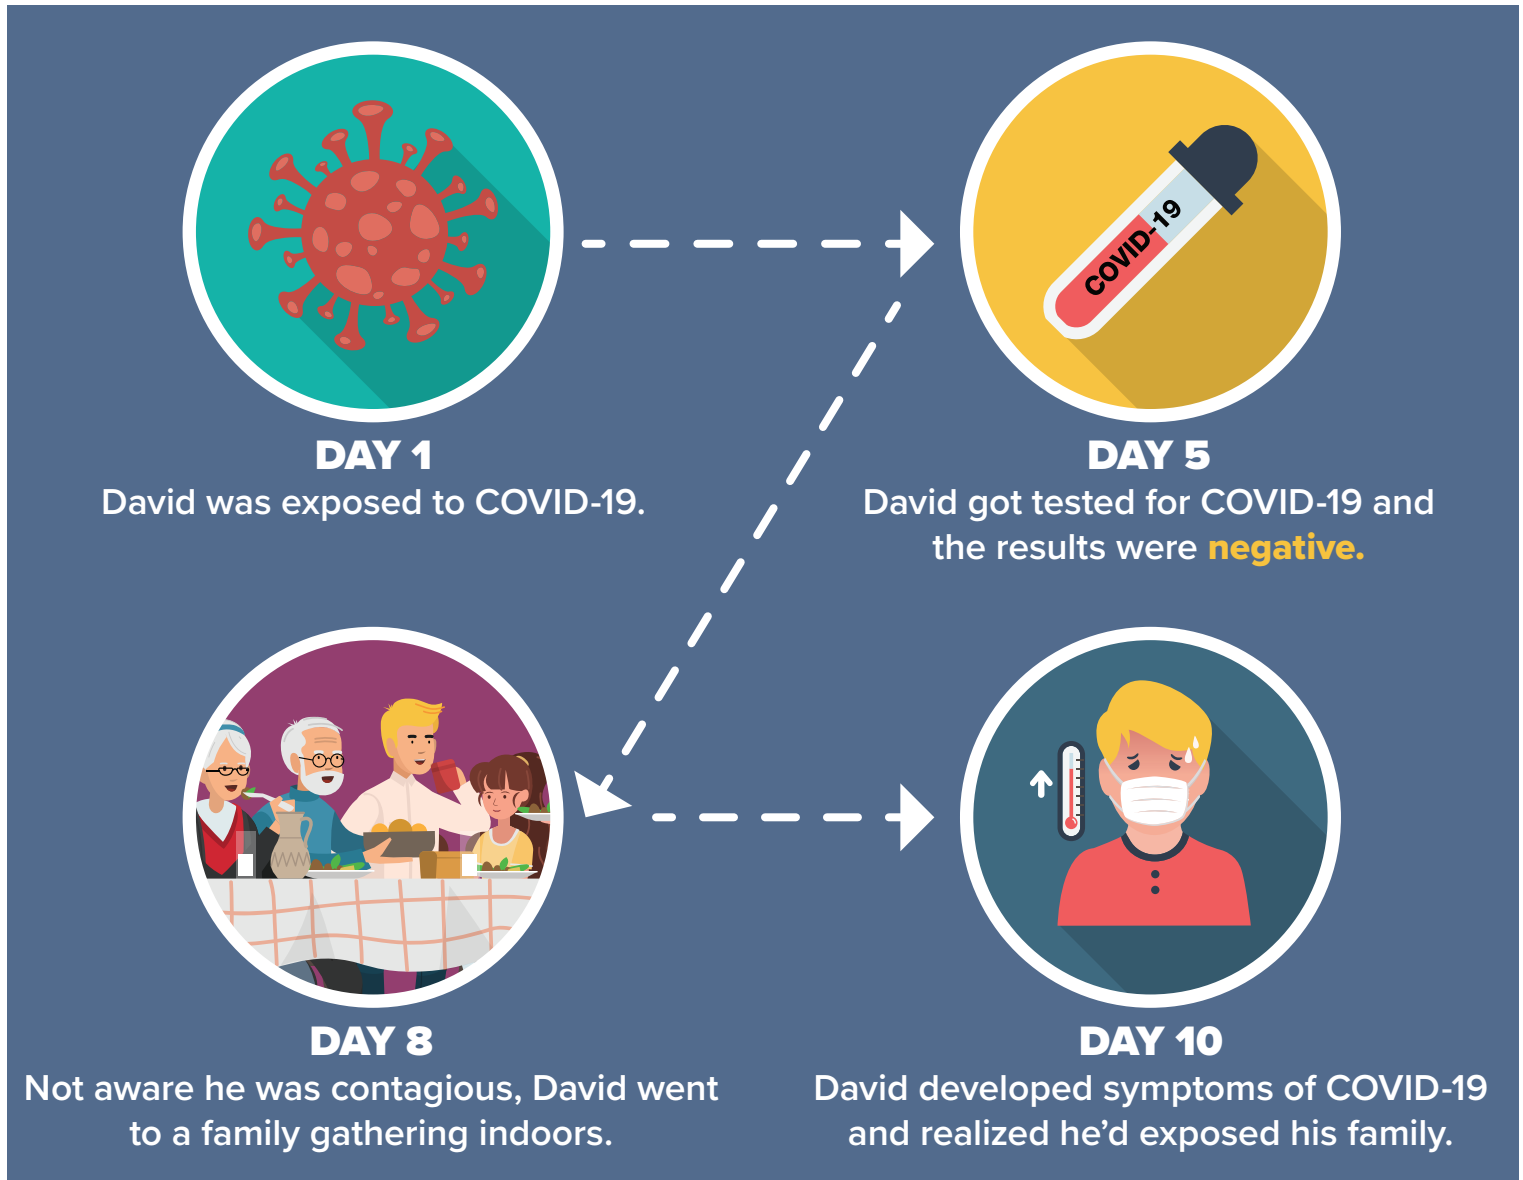 DAY 1
David was exposed to COVID-19.
COVID-19
DAY 5
David got tested for COVID-19 and
the results were negative.
DAY 8
Not aware he was contagious, David went
to a family gathering indoors.
DAY 10
David developed symptoms of COVID-19
and realized he’d exposed his family.